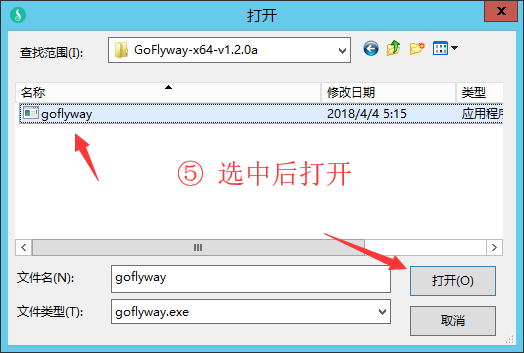 打开
查找范围(I):
GoFlyway-x64-v1.2.0a
名称
修改日期
类型
goflyway
2018/4/4 5:15
应用程序
⑤ 选中后打开
文件名(N):
goflyway
打开(O)
文件类型(T):
goflyway.exe
取消